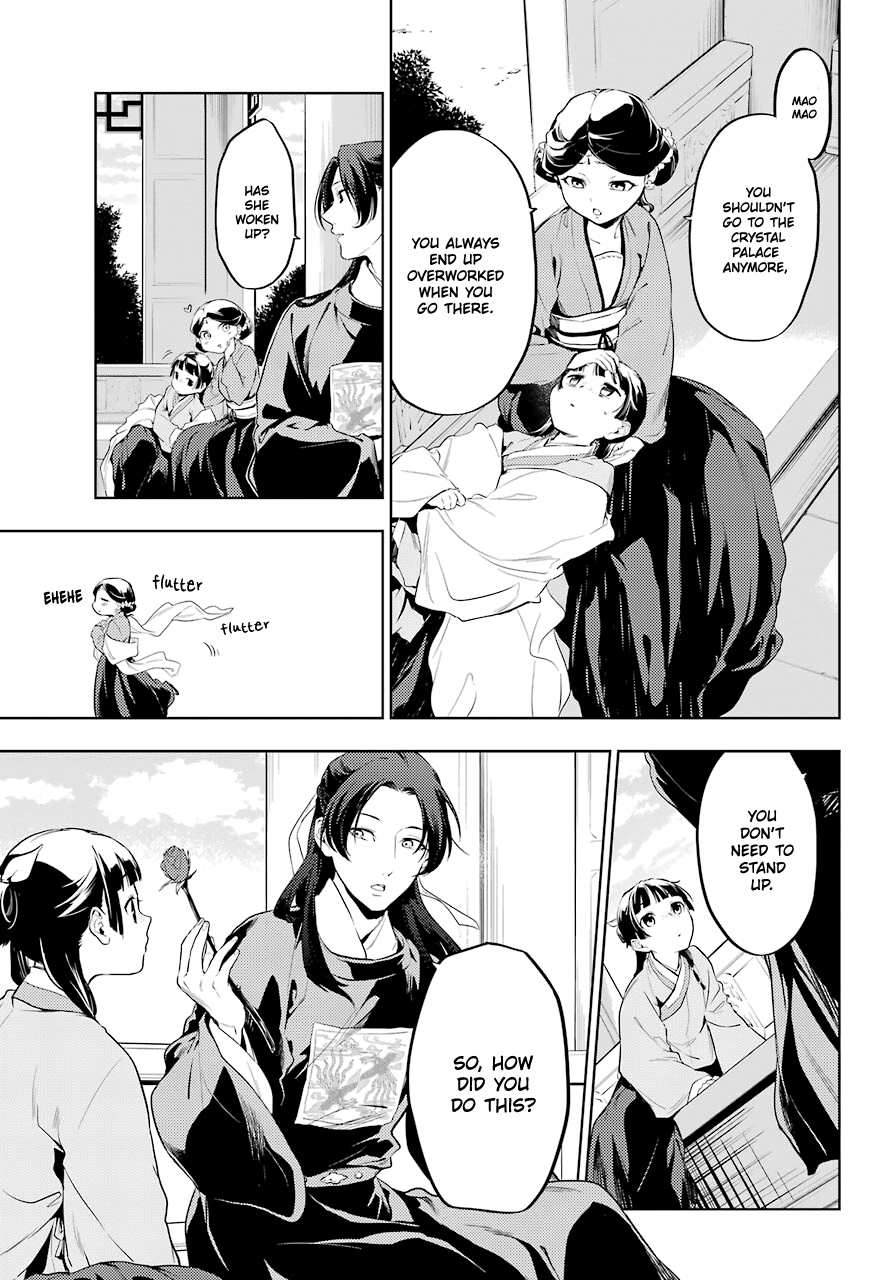 MAO
MAO
YOU
SHOULDN'T
GO TO THE
CRYSTAL
PALACE
ANYMORE,
YOU ALWAYS
END UP
OVERWORKED
WHEN YOU
GO THERE.
HAS
SHE
WOKEN
UP?
EHEHE
flutter
flutter
YOU
DON'T
NEED TO
STAND
UP.
SO, HOW
DID YOU
DO THIS?